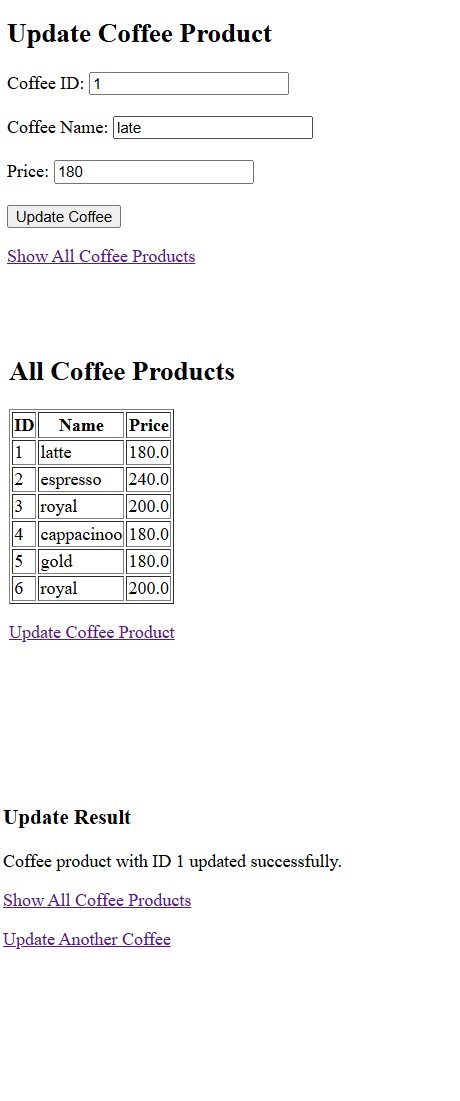 Update Coffee Product
Coffee ID: 1
Coffee Name: late
Price: 180
Update Coffee
Show All Coffee Products
All Coffee Products
ID Name Price
1 latte 180.0
2 espresso 240.0
3 royal 200.0
4 cappacinoo 180.0
5 gold 180.0
6 royal 200.0
Update Coffee Product
Update Result
Coffee product with ID 1 updated successfully.
Show All Coffee Products
Update Another Coffee